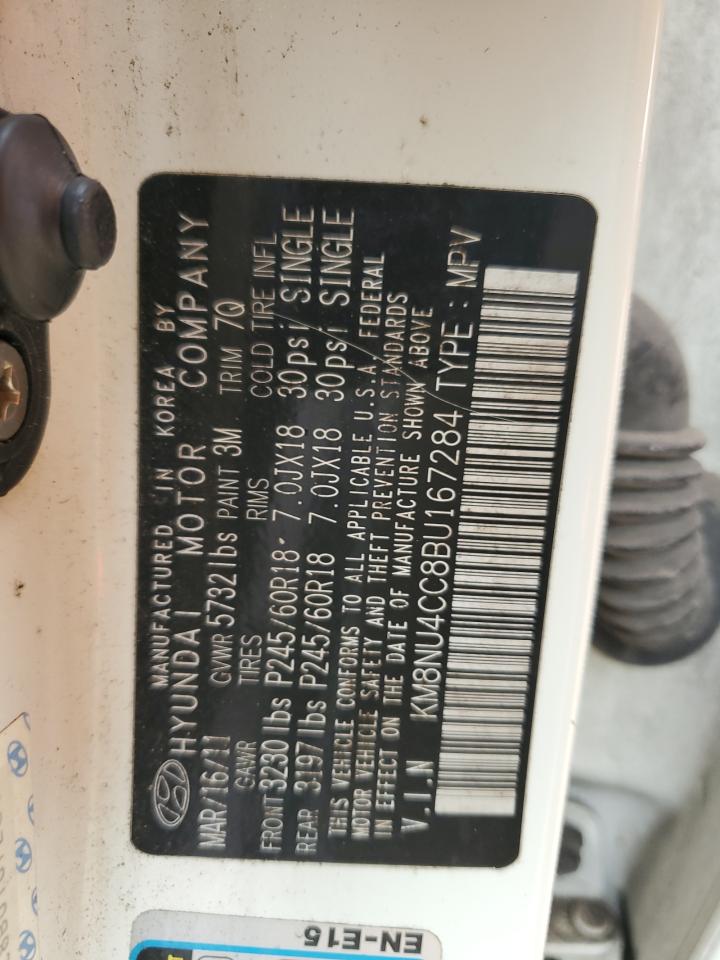 MANUFACTURED IN KOREA BY
HYUNDAI MOTOR COMPANY
MAR/16/11 GVWR 5732lbs PAINT 3M TRIM 7Q
GAWR TIRES RMS COLD TIRE INFL
FRONT 3230lbs P245/60R18 7.0JX18 30psi SINGLE
REAR 3197lbs P245/60R18 7.0JX18 30psi SINGLE
THIS VEHICLE CONFORMS TO ALL APPLICABLE U.S.A. FEDERAL
MOTOR VEHICLE SAFETY AND THEFT PREVENTION STANDARDS
IN EFFECT ON THE DATE OF MANUFACTURE SHOWN ABOVE
V.I.N KM8NU4CC8BU167284 TYPE : MPV
EN-E15